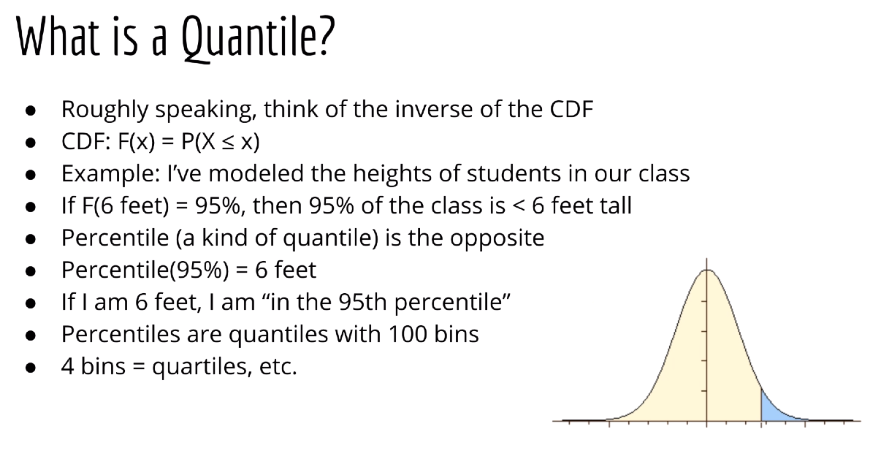 What is a Quantile?
● Roughly speaking, think of the inverse of the CDF
● CDF: F(x) = P(X ≤ x)
● Example: I’ve modeled the heights of students in our class
● If F(6 feet) = 95%, then 95% of the class is < 6 feet tall
● Percentile (a kind of quantile) is the opposite
● Percentile(95%) = 6 feet
● If I am 6 feet, I am “in the 95th percentile”
● Percentiles are quantiles with 100 bins
● 4 bins = quartiles, etc.